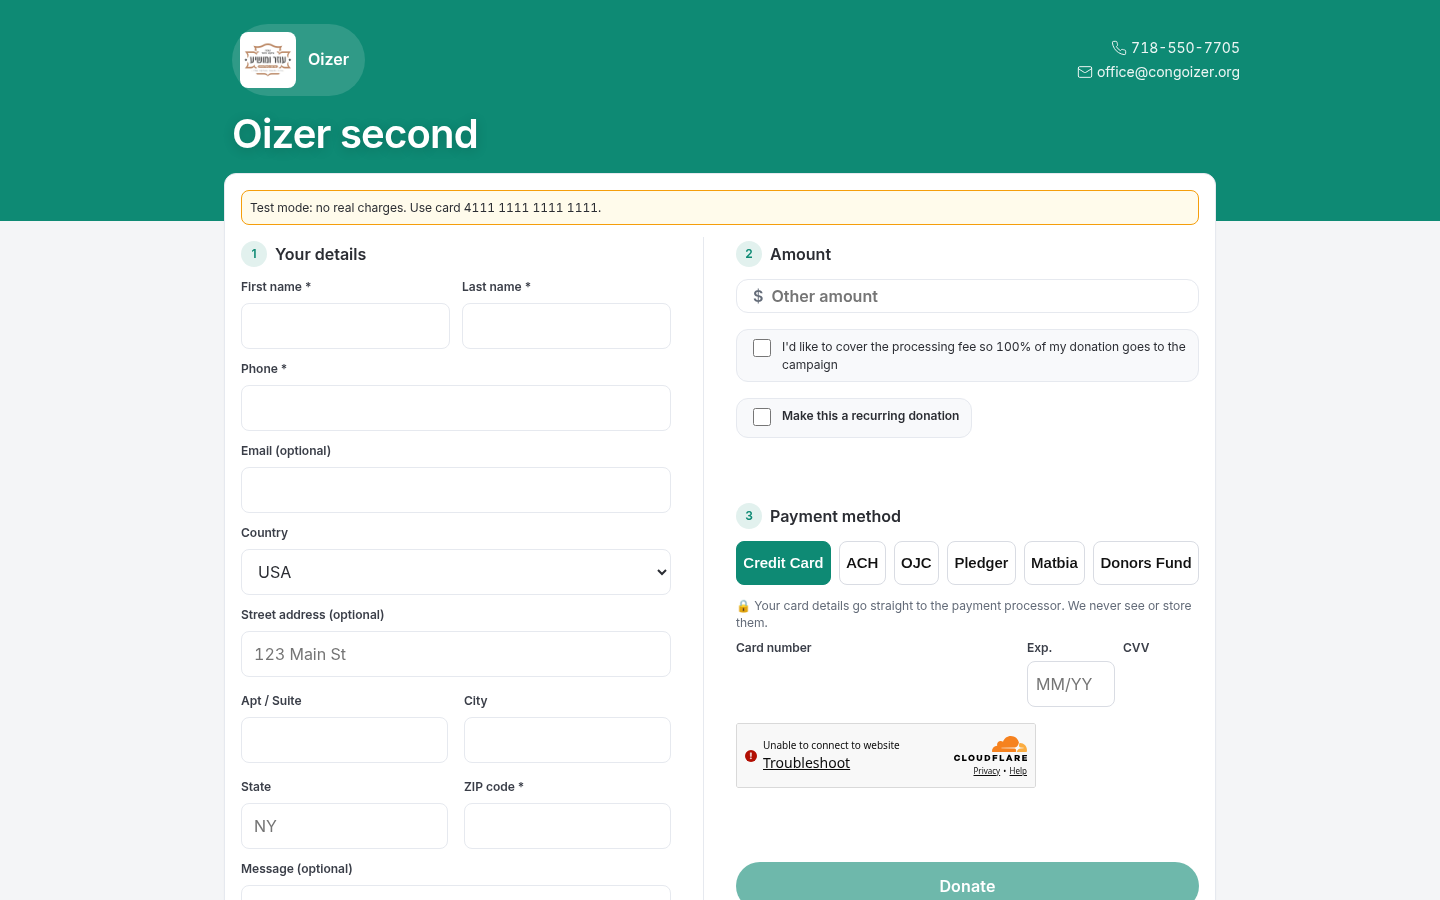 עוזר ומושיע
Oizer
718-550-7705
office@congoizer.org
Oizer second
Test mode: no real charges. Use card 4111 1111 1111 1111.
1 Your details
First name *
Last name *
Phone *
Email (optional)
Country
USA
Street address (optional)
123 Main St
Apt / Suite
City
State
ZIP code *
NY
Message (optional)
2 Amount
$ Other amount
I'd like to cover the processing fee so 100% of my donation goes to the
campaign
Make this a recurring donation
3 Payment method
Credit Card
ACH
OJC
Pledger
Matbia
Donors Fund
🔒 Your card details go straight to the payment processor. We never see or store
them.
Card number
Exp.
CVV
MM/YY
Unable to connect to website
Troubleshoot
CLOUDFLARE
Privacy • Help
Donate